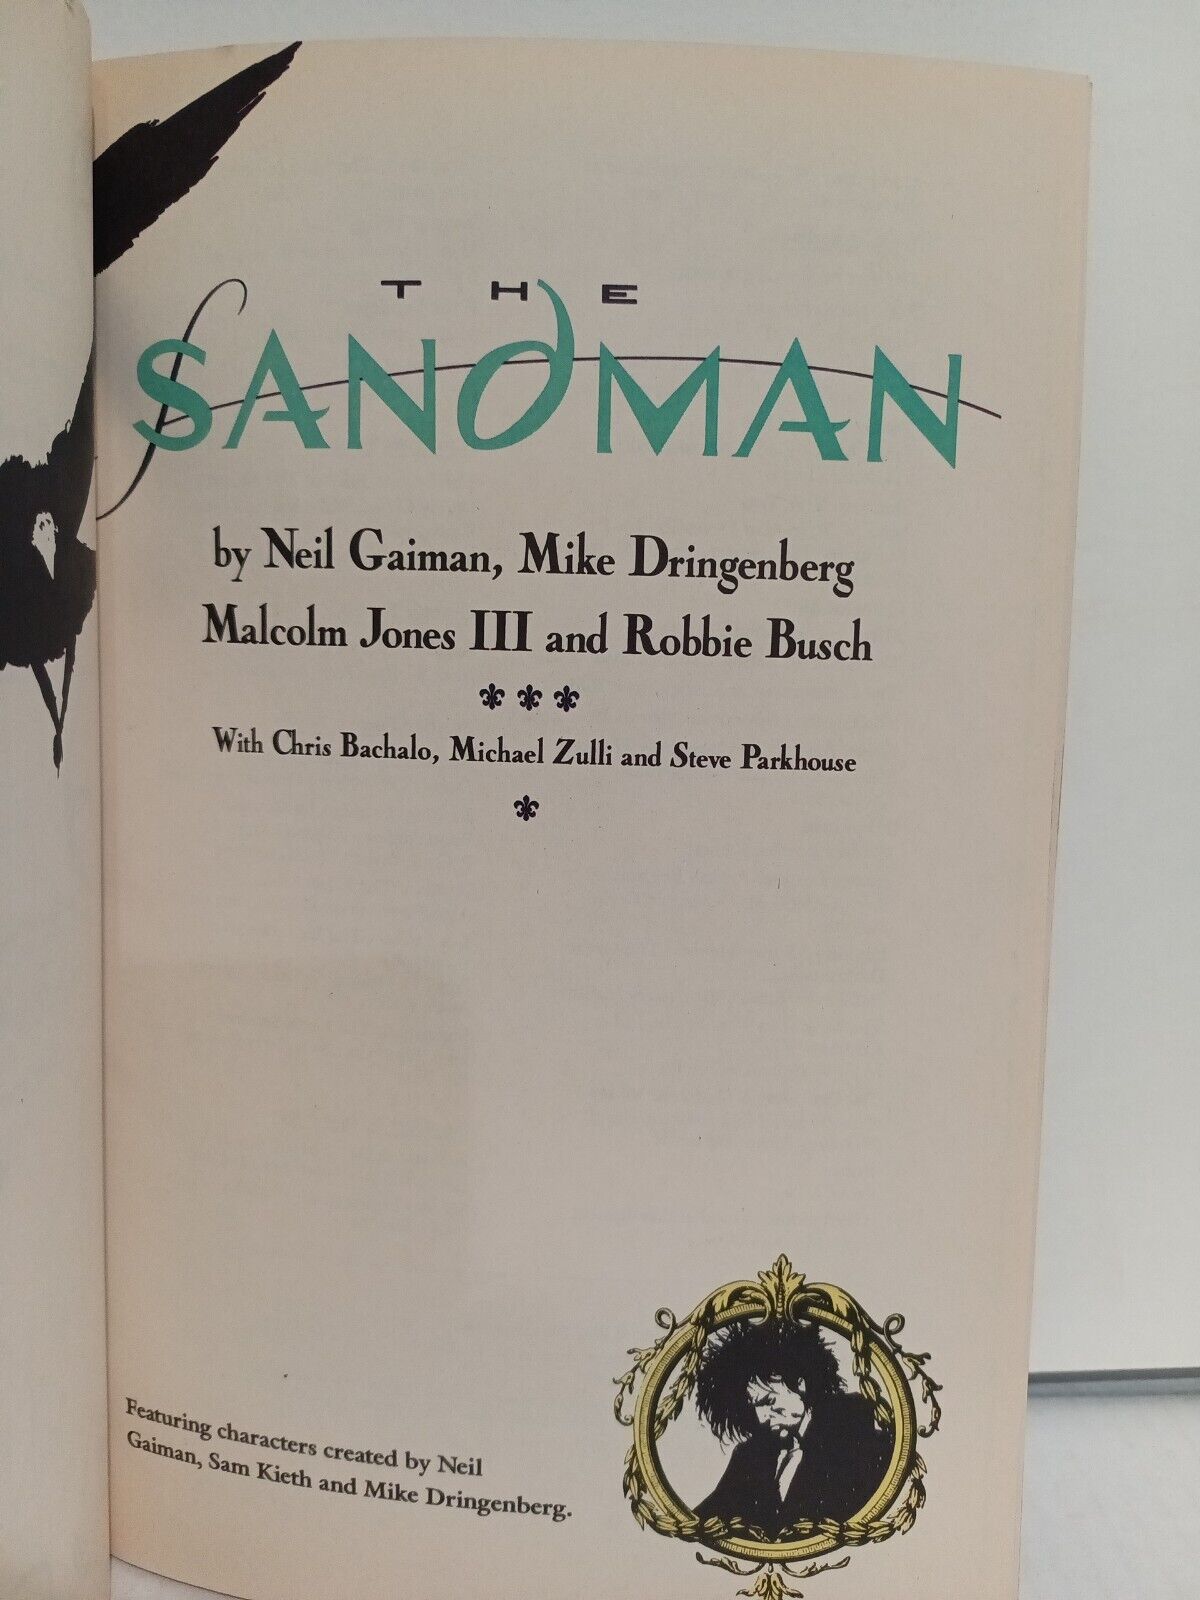 THE
SANDMAN
by Neil Gaiman, Mike Dringenberg
Malcolm Jones III and Robbie Busch
With Chris Bachalo, Michael Zulli and Steve Parkhouse
Featuring characters created by Neil
Gaiman, Sam Kieth and Mike Dringenberg.